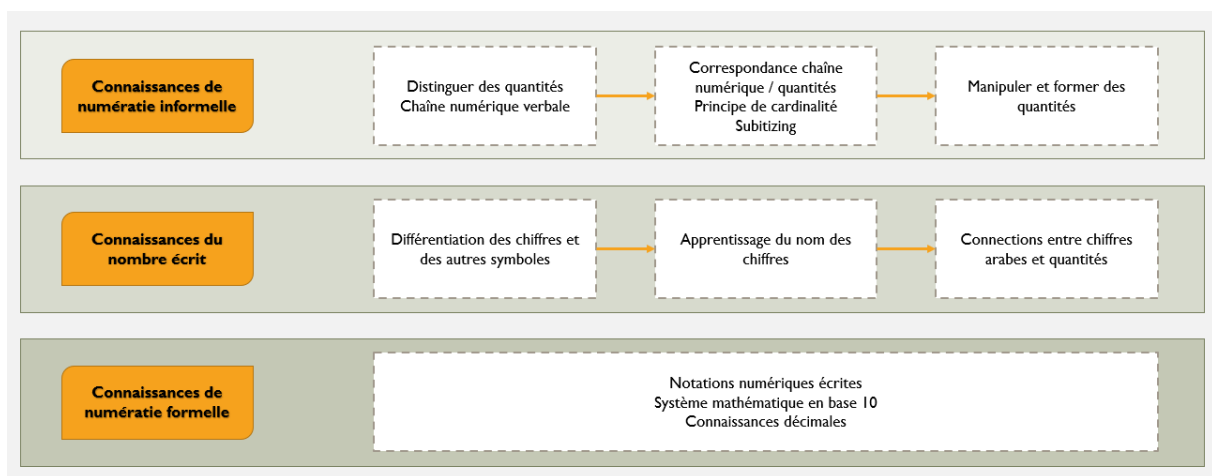 Connaissances de
numératie informelle
Distinguer des quantités
Chaîne numérique verbale
Correspondance chaîne
numérique / quantités
Principe de cardinalité
Subitizing
Manipuler et former des
quantités
Connaissances du
nombre écrit
Différentiation des chiffres et
des autres symboles
Apprentissage du nom des
chiffres
Connections entre chiffres
arabes et quantités
Connaissances de
numératie formelle
Notations numériques écrites
Système mathématique en base 10
Connaissances décimales